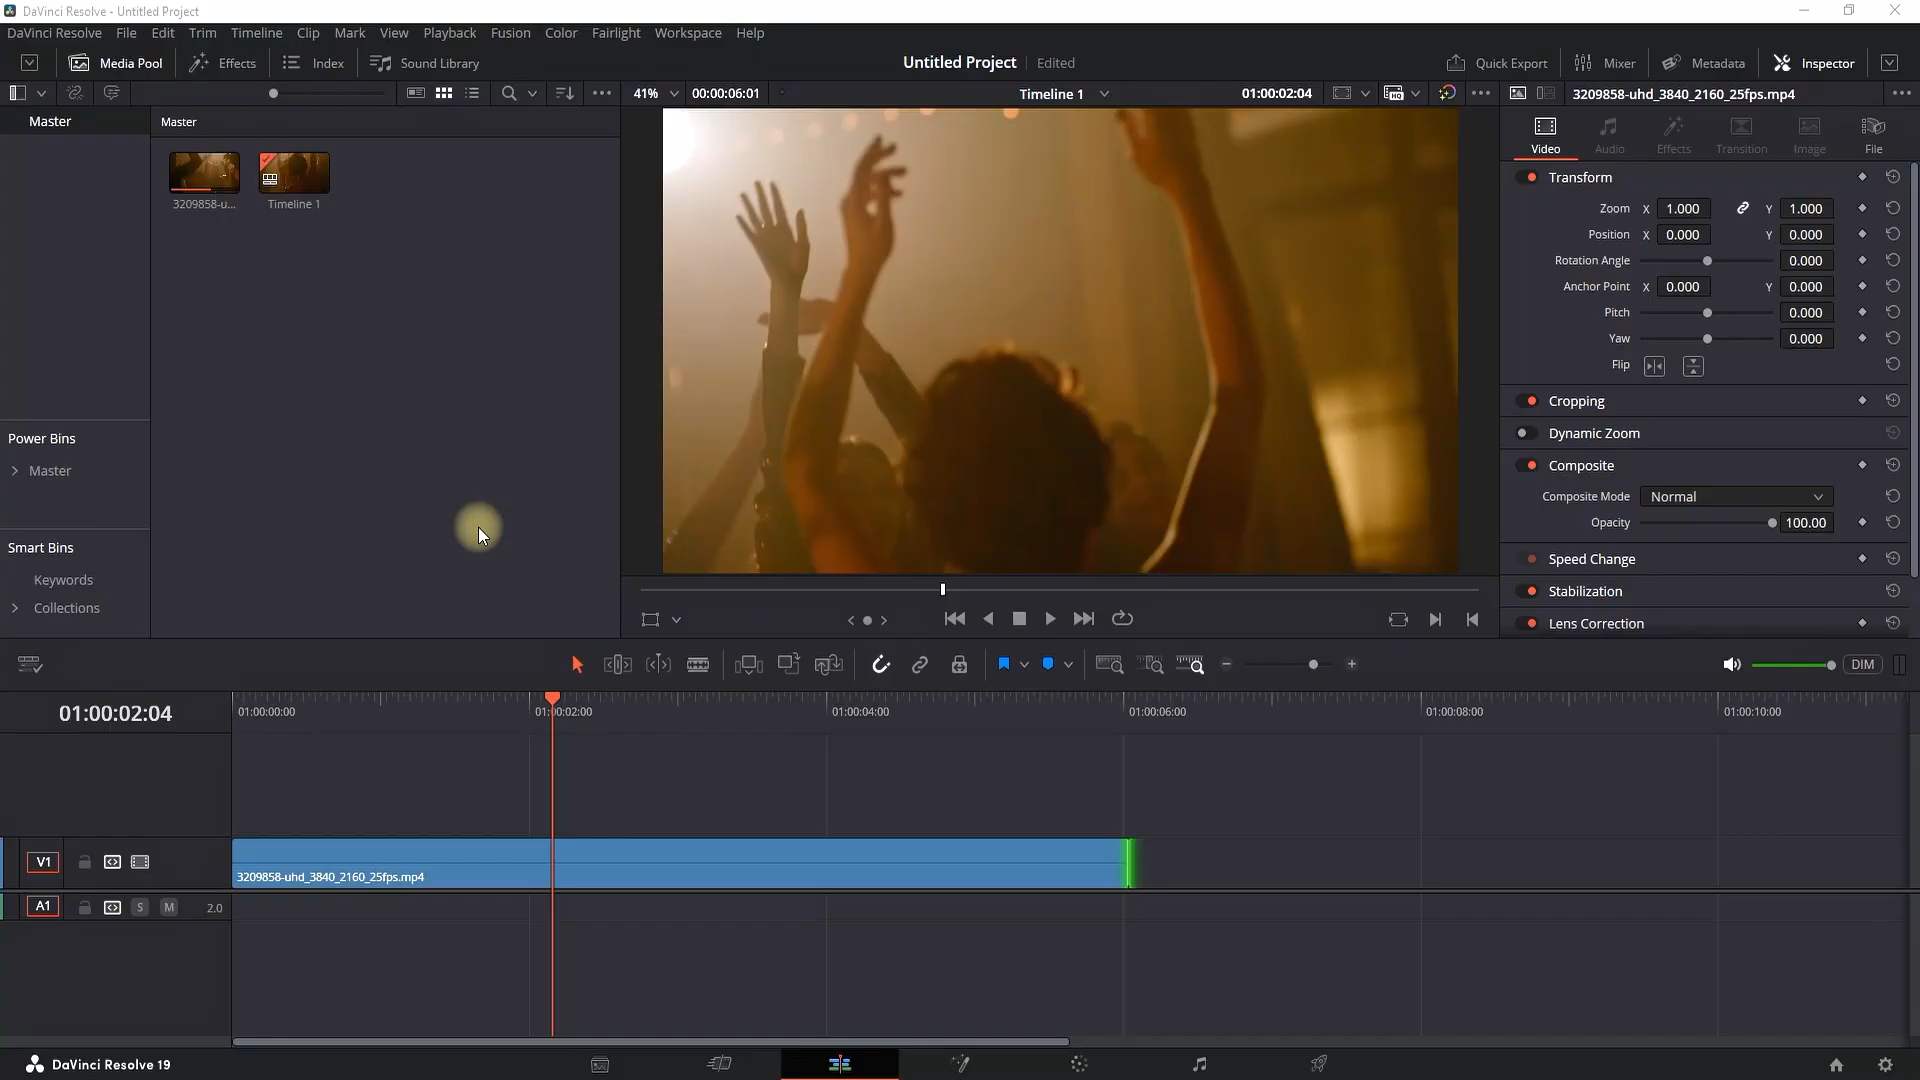 DaVinci Resolve - Untitled Project
DaVinci Resolve File Edit Trim Timeline Clip Mark View Playback Fusion Color Fairlight Workspace Help
Media Pool Effects Index Sound Library Untitled Project Edited Quick Export Mixer Metadata Inspector
41% 00:00:06:01 Timeline 1 01:00:02:04 3209858-uhd_3840_2160_25fps.mp4
Master Master
3209858-u... Timeline 1
Power Bins
Master
Smart Bins
Keywords
Collections
Video Audio Effects Transition Image File
Transform
Zoom X 1.000 Y 1.000
Position X 0.000 Y 0.000
Rotation Angle 0.000
Anchor Point X 0.000 Y 0.000
Pitch 0.000
Yaw 0.000
Flip
Cropping
Dynamic Zoom
Composite
Composite Mode Normal
Opacity 100.00
Speed Change
Stabilization
Lens Correction
DIM
01:00:02:04 01:00:00:00 01:00:02:00 01:00:04:00 01:00:06:00 01:00:08:00 01:00:10:00
V1
3209858-uhd_3840_2160_25fps.mp4
A1 S M 2.0
DaVinci Resolve 19